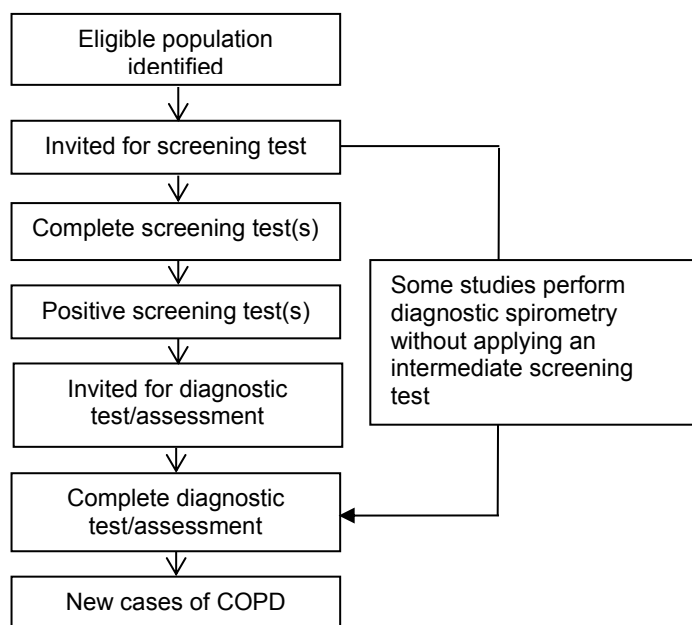 Eligible population
identified
Invited for screening test
Complete screening test(s)
Positive screening test(s)
Invited for diagnostic
test/assessment
Complete diagnostic
test/assessment
New cases of COPD
Some studies perform
diagnostic spirometry
without applying an
intermediate screening
test